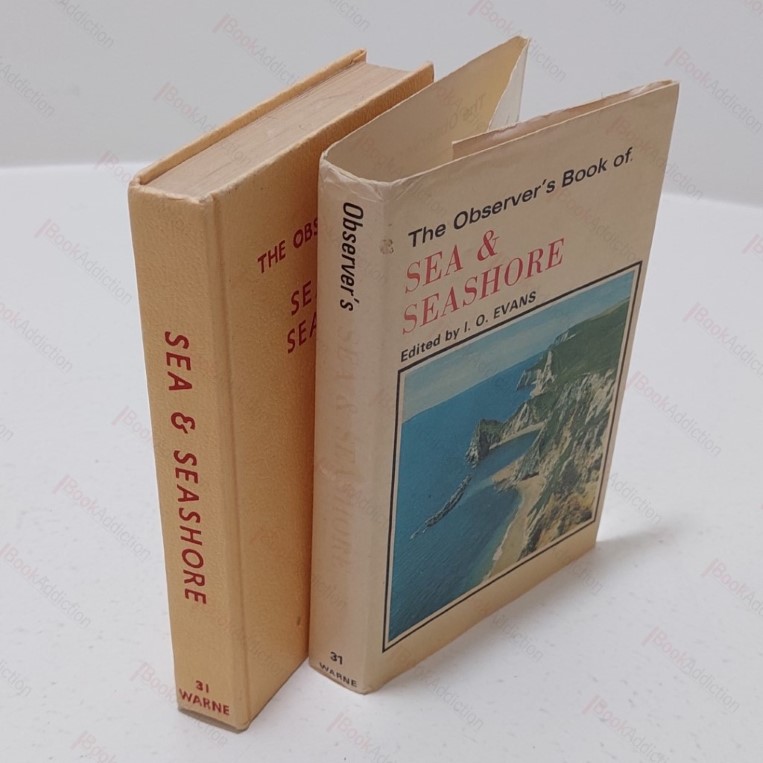 SEA & SEASHORE
31
WARNE
THE OBS
SE
SEA
Observer's
SEA & SEASHORE
31
WARNE
The Observer's Book of
SEA &
SEASHORE
Edited by I. O. EVANS
BookAddiction